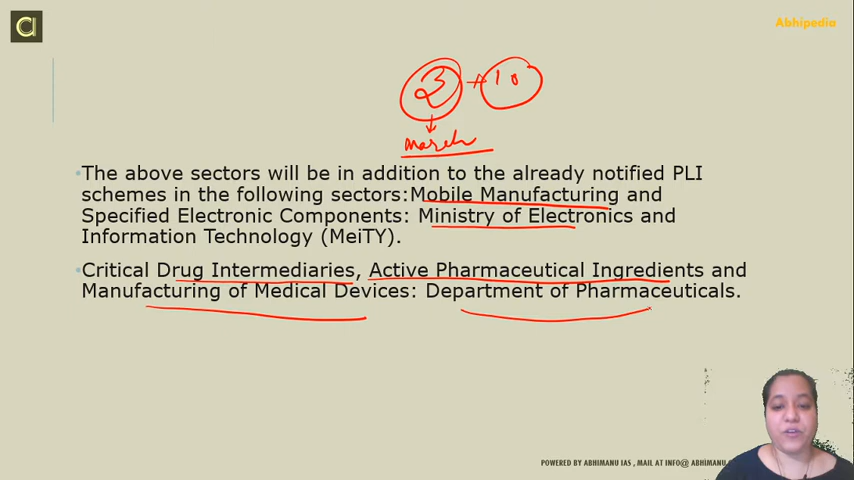 Abhipedia
3 + 10
march
The above sectors will be in addition to the already notified PLI
schemes in the following sectors:Mobile Manufacturing and
Specified Electronic Components: Ministry of Electronics and
Information Technology (MeiTY).
Critical Drug Intermediaries, Active Pharmaceutical Ingredients and
Manufacturing of Medical Devices: Department of Pharmaceuticals.
POWERED BY ABHIMANU IAS , MAIL AT INFO@ ABHIMANU